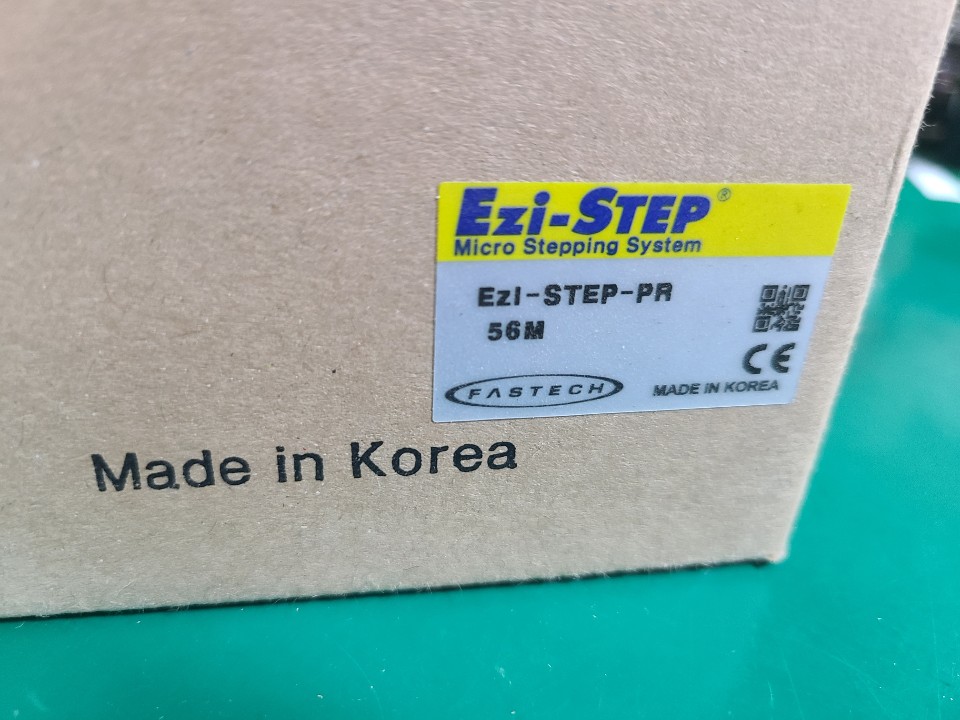 Ezi-STEP®
Micro Stepping System
EzI-STEP-PR
56M
CE
FASTECH
MADE IN KOREA
Made in Korea